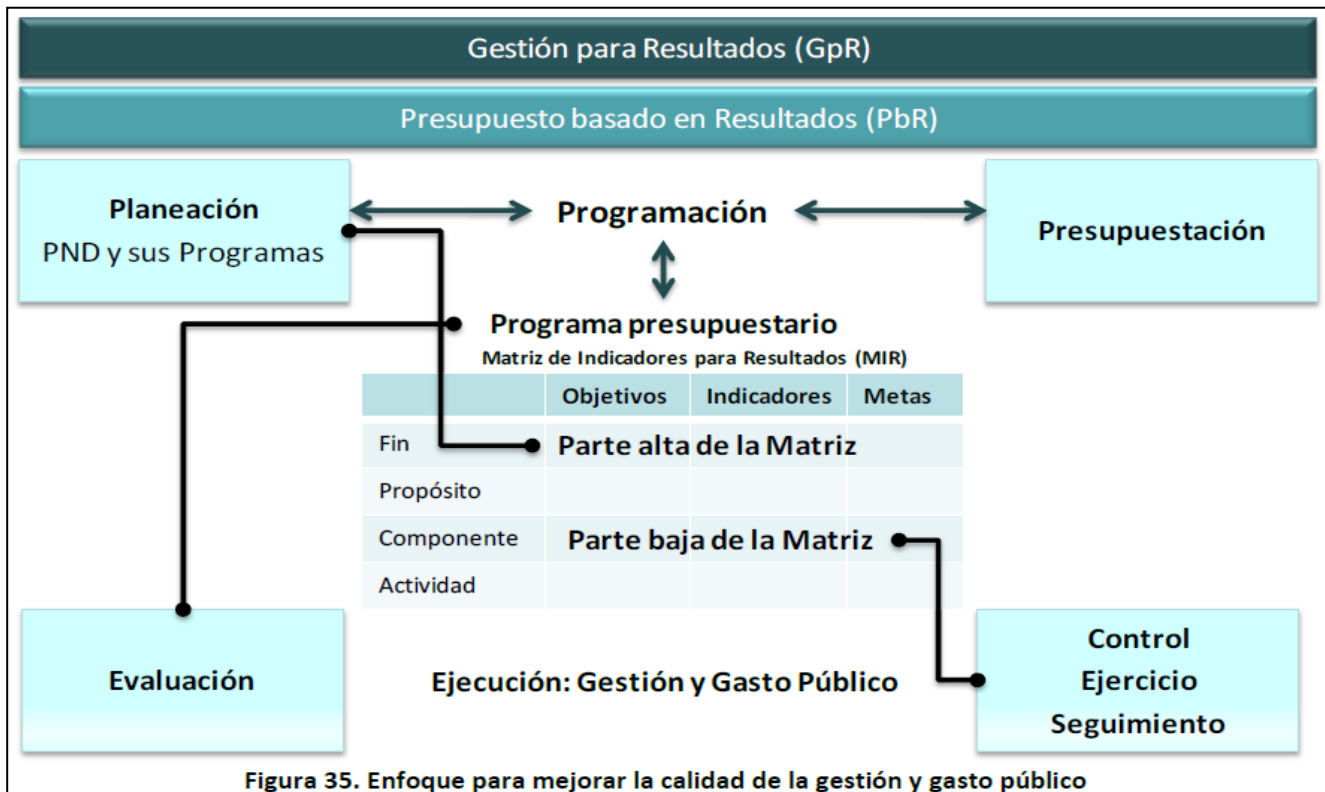 Gestión para Resultados (GpR)
Presupuesto basado en Resultados (PbR)
Planeación
PND y sus Programas
Programación
Presupuestación
Programa presupuestario
Matriz de Indicadores para Resultados (MIR)
Objetivos Indicadores Metas
Fin Parte alta de la Matriz
Propósito
Componente Parte baja de la Matriz
Actividad
Evaluación
Ejecución: Gestión y Gasto Público
Control
Ejercicio
Seguimiento
Figura 35. Enfoque para mejorar la calidad de la gestión y gasto público